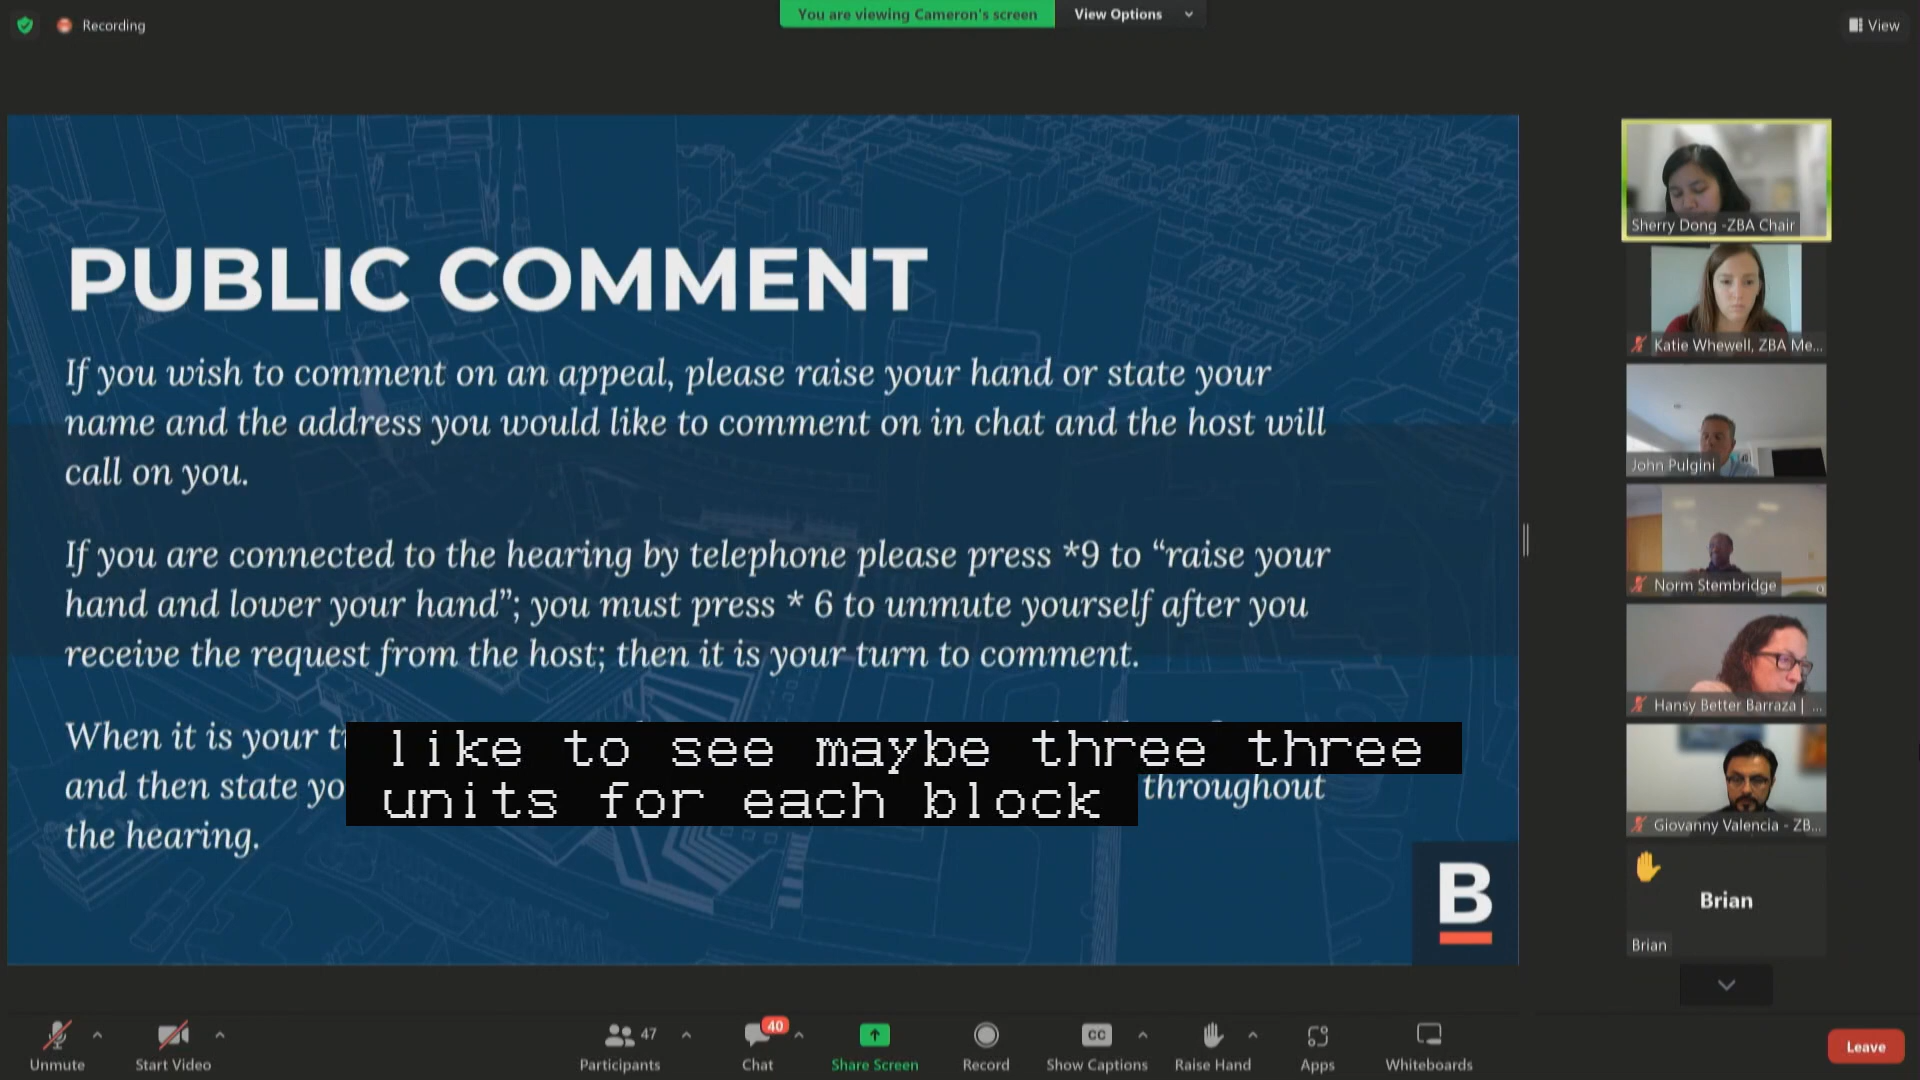 Recording
You are viewing Cameron's screen
View Options
View
PUBLIC COMMENT
If you wish to comment on an appeal, please raise your hand or state your
name and the address you would like to comment on in chat and the host will
call on you.
If you are connected to the hearing by telephone please press *9 to “raise your
hand and lower your hand”; you must press * 6 to unmute yourself after you
receive the request from the host; then it is your turn to comment.
When it is your
and then state throughout
the hearing.
like to see maybe three three
units for each block
B
Sherry Dong -ZBA Chair
Katie Whewell, ZBA Me...
John Pulgini
Norm Stembridge
Hansy Better Barraza | ...
Giovanny Valencia - ZB...
Brian
Brian
Unmute
Start Video
47
Participants
40
Chat
Share Screen
Record
CC
Show Captions
Raise Hand
Apps
Whiteboards
Leave